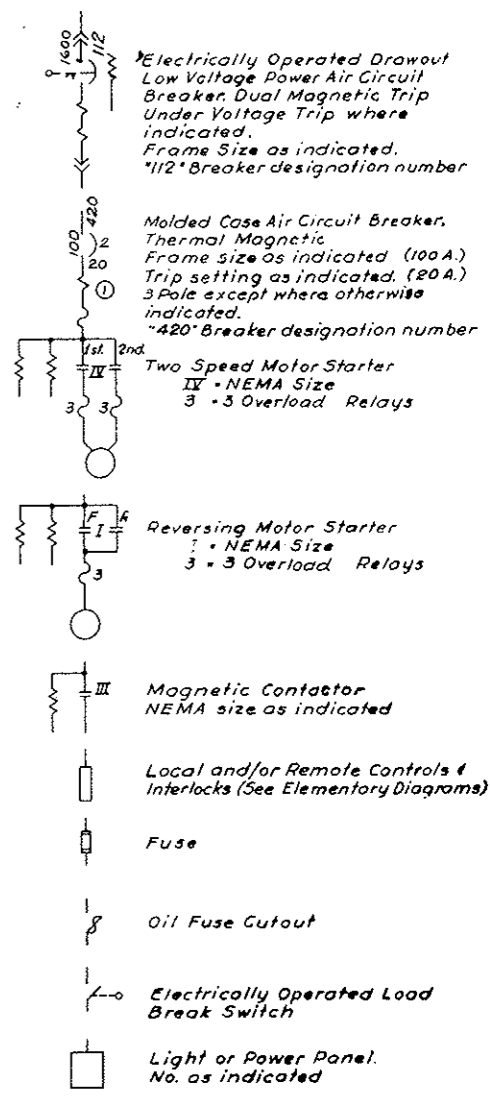 1600 112
Electrically Operated Drawout
Low Voltage Power Air Circuit
Breaker. Dual Magnetic Trip
Under Voltage Trip where
indicated.
Frame Size as indicated.
"112" Breaker designation number
420
100
2
20
1
Molded Case Air Circuit Breaker,
Thermal Magnetic
Frame size as indicated (100 A.)
Trip setting as indicated. (20 A.)
3 Pole except where otherwise
indicated.
"420" Breaker designation number
1st. 2nd.
IV
3 3
Two Speed Motor Starter
IV = NEMA Size
3 = 3 Overload Relays
F R
I
3
Reversing Motor Starter
I = NEMA Size
3 = 3 Overload Relays
III
Magnetic Contactor
NEMA size as indicated
Local and/or Remote Controls &
Interlocks (See Elementary Diagrams)
Fuse
Oil Fuse Cutout
Electrically Operated Load
Break Switch
Light or Power Panel.
No. as indicated